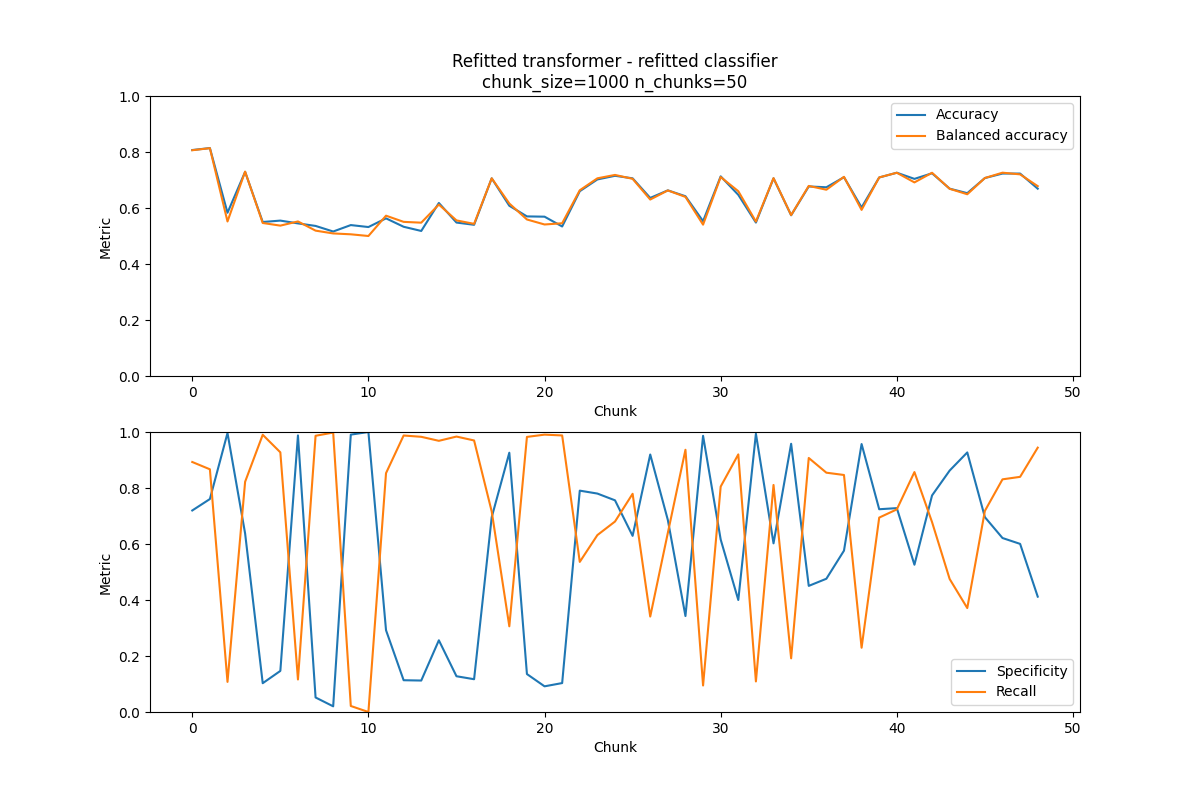 Refitted transformer - refitted classifier
chunk_size=1000 n_chunks=50
1.0
0.8
0.6
0.4
0.2
0.0
Metric
Accuracy
Balanced accuracy
0 10 20 30 40 50
Chunk
1.0
0.8
0.6
0.4
0.2
0.0
Metric
Specificity
Recall
0 10 20 30 40 50
Chunk